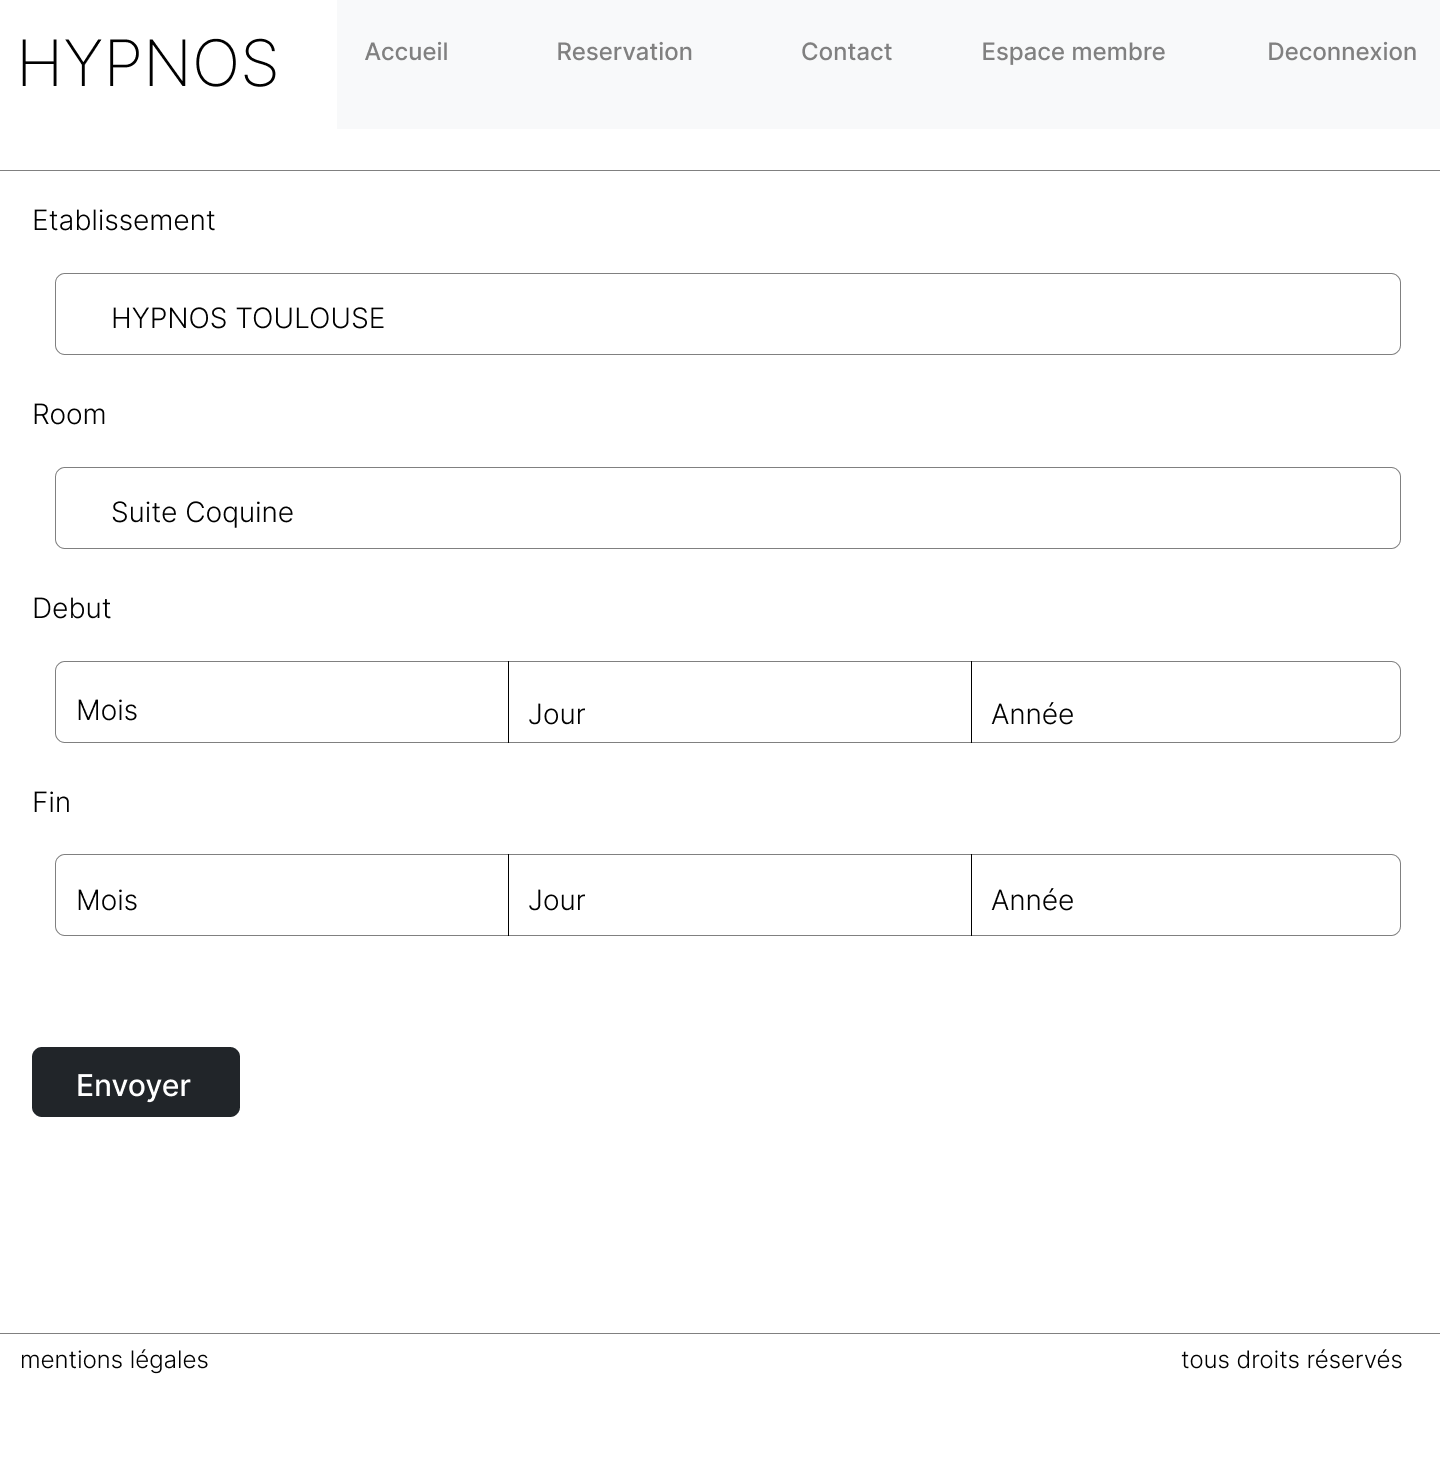 HYPNOS Accueil Reservation Contact Espace membre Deconnexion
Etablissement
HYPNOS TOULOUSE
Room
Suite Coquine
Debut
Mois Jour Année
Fin
Mois Jour Année
Envoyer
mentions légales tous droits réservés